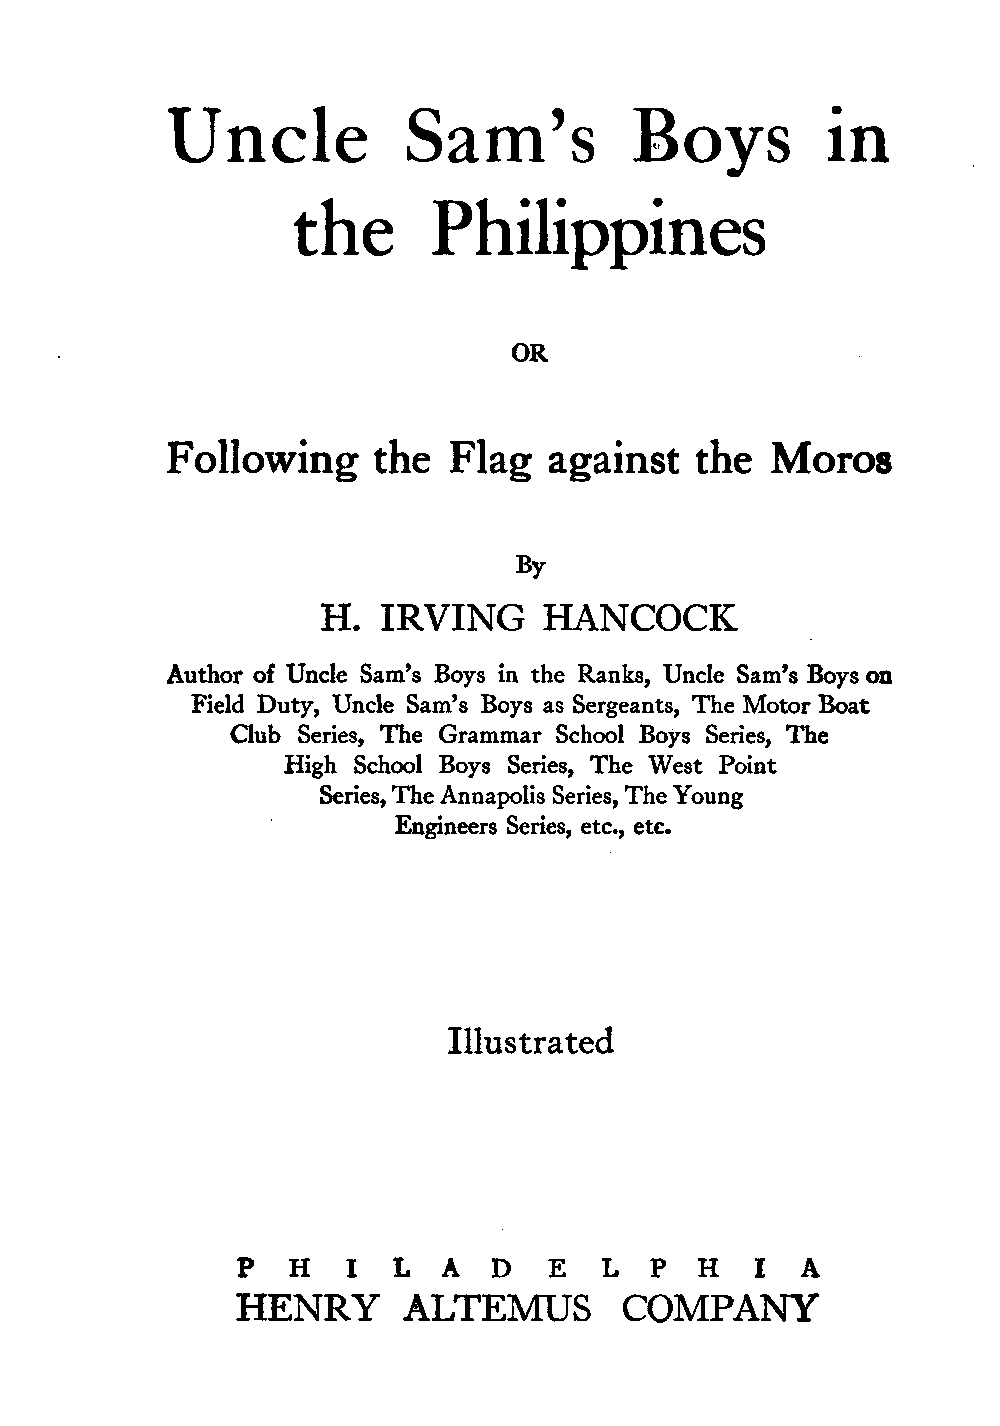 Uncle Sam's Boys in
the Philippines
OR
Following the Flag against the Moros
By
H. IRVING HANCOCK
Author of Uncle Sam's Boys in the Ranks, Uncle Sam's Boys on
Field Duty, Uncle Sam's Boys as Sergeants, The Motor Boat
Club Series, The Grammar School Boys Series, The
High School Boys Series, The West Point
Series, The Annapolis Series, The Young
Engineers Series, etc., etc.
Illustrated
PHILADELPHIA
HENRY ALTEMUS COMPANY